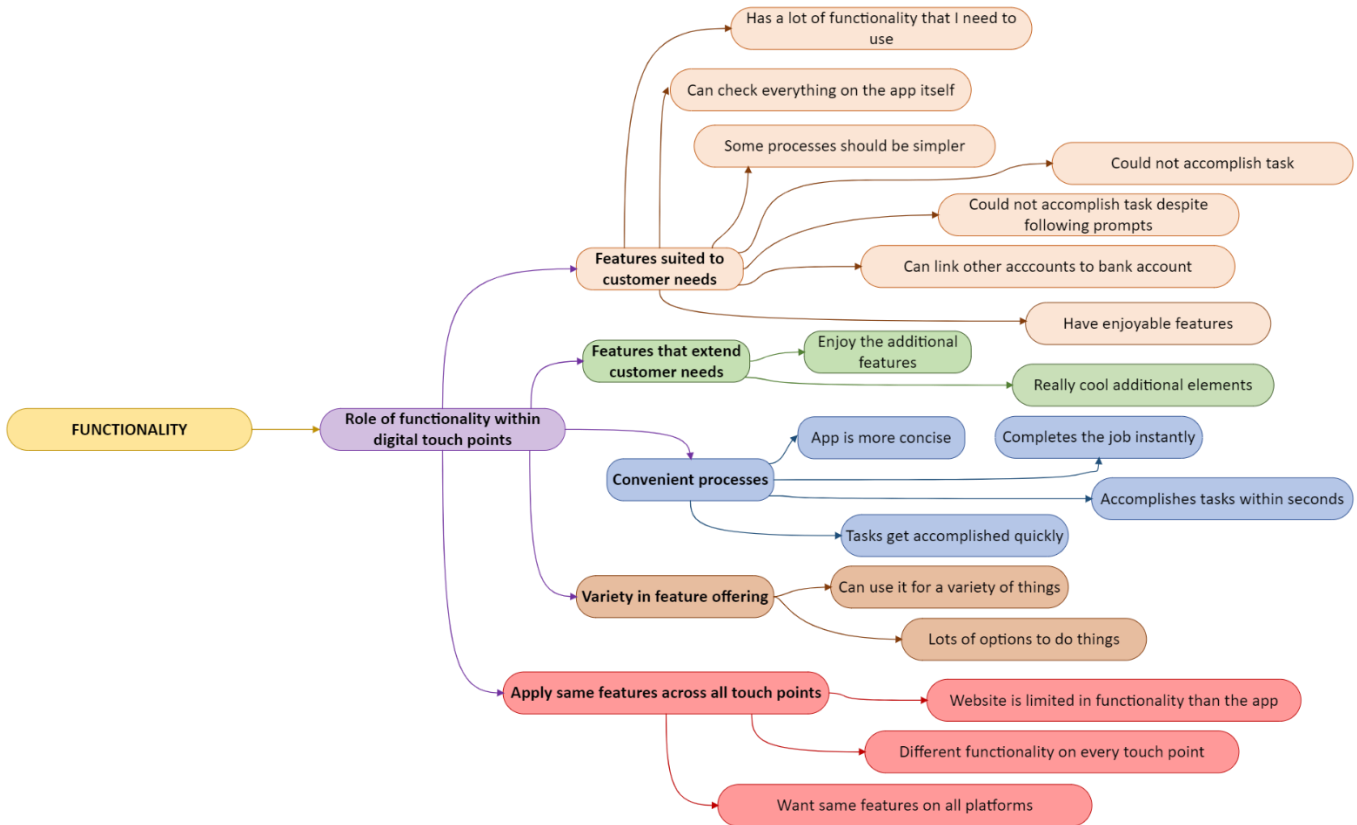 Has a lot of functionality that I need to
use
Can check everything on the app itself
Some processes should be simpler
Could not accomplish task
Could not accomplish task despite
following prompts
Features suited to
customer needs
Can link other acccounts to bank account
Have enjoyable features
Features that extend
customer needs
Enjoy the additional
features
Really cool additional elements
FUNCTIONALITY
Role of functionality within
digital touch points
App is more concise
Completes the job instantly
Convenient processes
Accomplishes tasks within seconds
Tasks get accomplished quickly
Variety in feature offering
Can use it for a variety of things
Lots of options to do things
Apply same features across all touch points
Website is limited in functionality than the app
Different functionality on every touch point
Want same features on all platforms